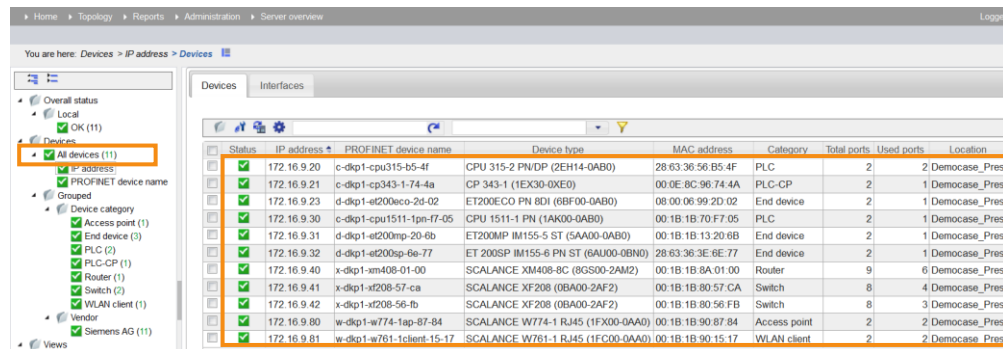 Home Topology Reports Administration Server overview Logge
You are here: Devices > IP address > Devices
Devices Interfaces
Overall status
Local
OK (11)
Devices
All devices (11)
IP address
PROFINET device name
Grouped
Device category
Access point (1)
End device (3)
PLC (2)
PLC-CP (1)
Router (1)
Switch (2)
WLAN client (1)
Vendor
Siemens AG (11)
Views
Status IP address PROFINET device name Device type MAC address Category Total ports Used ports Location
172.16.9.20 c-dkp1-cpu315-b5-4f CPU 315-2 PN/DP (2EH14-0AB0) 28:63:36:56:B5:4F PLC 2 2 Democase_Pres
172.16.9.21 c-dkp1-cp343-1-74-4a CP 343-1 (1EX30-0XE0) 00:0E:8C:96:74:4A PLC-CP 2 1 Democase_Pres
172.16.9.23 d-dkp1-et200eco-2d-02 ET200ECO PN 8DI (6BF00-0AB0) 08:00:06:99:2D:02 End device 2 1 Democase_Pres
172.16.9.30 c-dkp1-cpu1511-1pn-f7-05 CPU 1511-1 PN (1AK00-0AB0) 00:1B:1B:70:F7:05 PLC 2 1 Democase_Pres
172.16.9.31 d-dkp1-et200mp-20-6b ET200MP IM155-5 ST (5AA00-0AB0) 00:1B:1B:13:20:6B End device 2 1 Democase_Pres
172.16.9.32 d-dkp1-et200sp-6e-77 ET 200SP IM155-6 PN ST (6AU00-0BN0) 28:63:36:3E:6E:77 End device 2 1 Democase_Pres
172.16.9.40 x-dkp1-xm408-01-00 SCALANCE XM408-8C (8GS00-2AM2) 00:1B:1B:8A:01:00 Router 9 6 Democase_Pres
172.16.9.41 x-dkp1-xf208-57-ca SCALANCE XF208 (0BA00-2AF2) 00:1B:1B:80:57:CA Switch 8 4 Democase_Pres
172.16.9.42 x-dkp1-xf208-56-fb SCALANCE XF208 (0BA00-2AF2) 00:1B:1B:80:56:FB Switch 8 3 Democase_Pres
172.16.9.80 w-dkp1-w774-1ap-87-84 SCALANCE W774-1 RJ45 (1FX00-0AA0) 00:1B:1B:90:87:84 Access point 2 2 Democase_Pres
172.16.9.81 w-dkp1-w761-1client-15-17 SCALANCE W761-1 RJ45 (1FC00-0AA0) 00:1B:1B:90:15:17 WLAN client 2 2 Democase_Pres